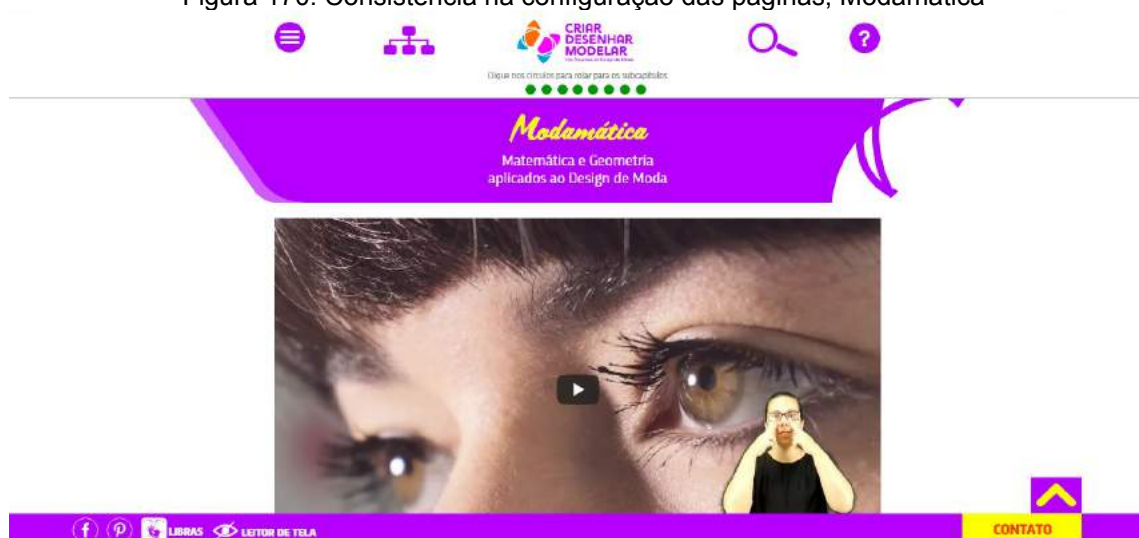 Figura 170: Consistência na configuração das páginas, Modamática
CRIAR
DESENHAR
MODELAR
Clique nos círculos para rolar para os subcapítulos
Modamática
Matemática e Geometria
aplicados ao Design de Moda
LIBRAS LEITOR DE TELA
CONTATO